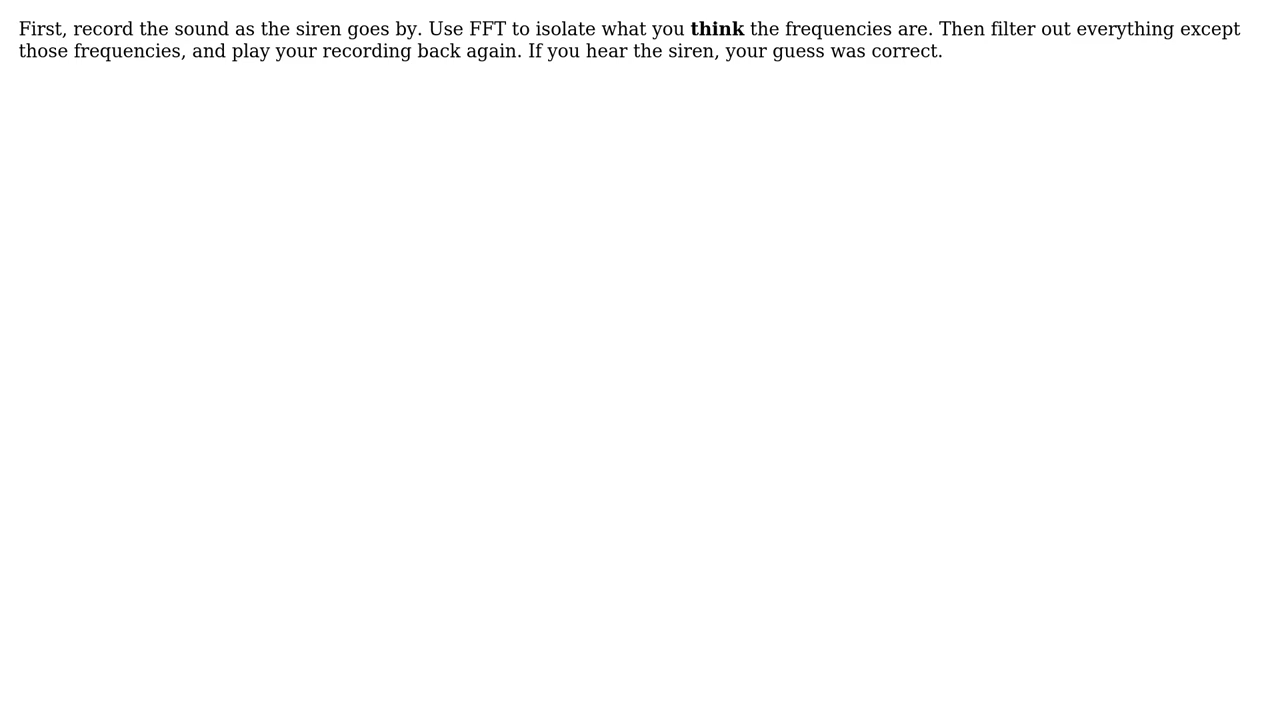 First, record the sound as the siren goes by. Use FFT to isolate what you think the frequencies are. Then filter out everything except
those frequencies, and play your recording back again. If you hear the siren, your guess was correct.